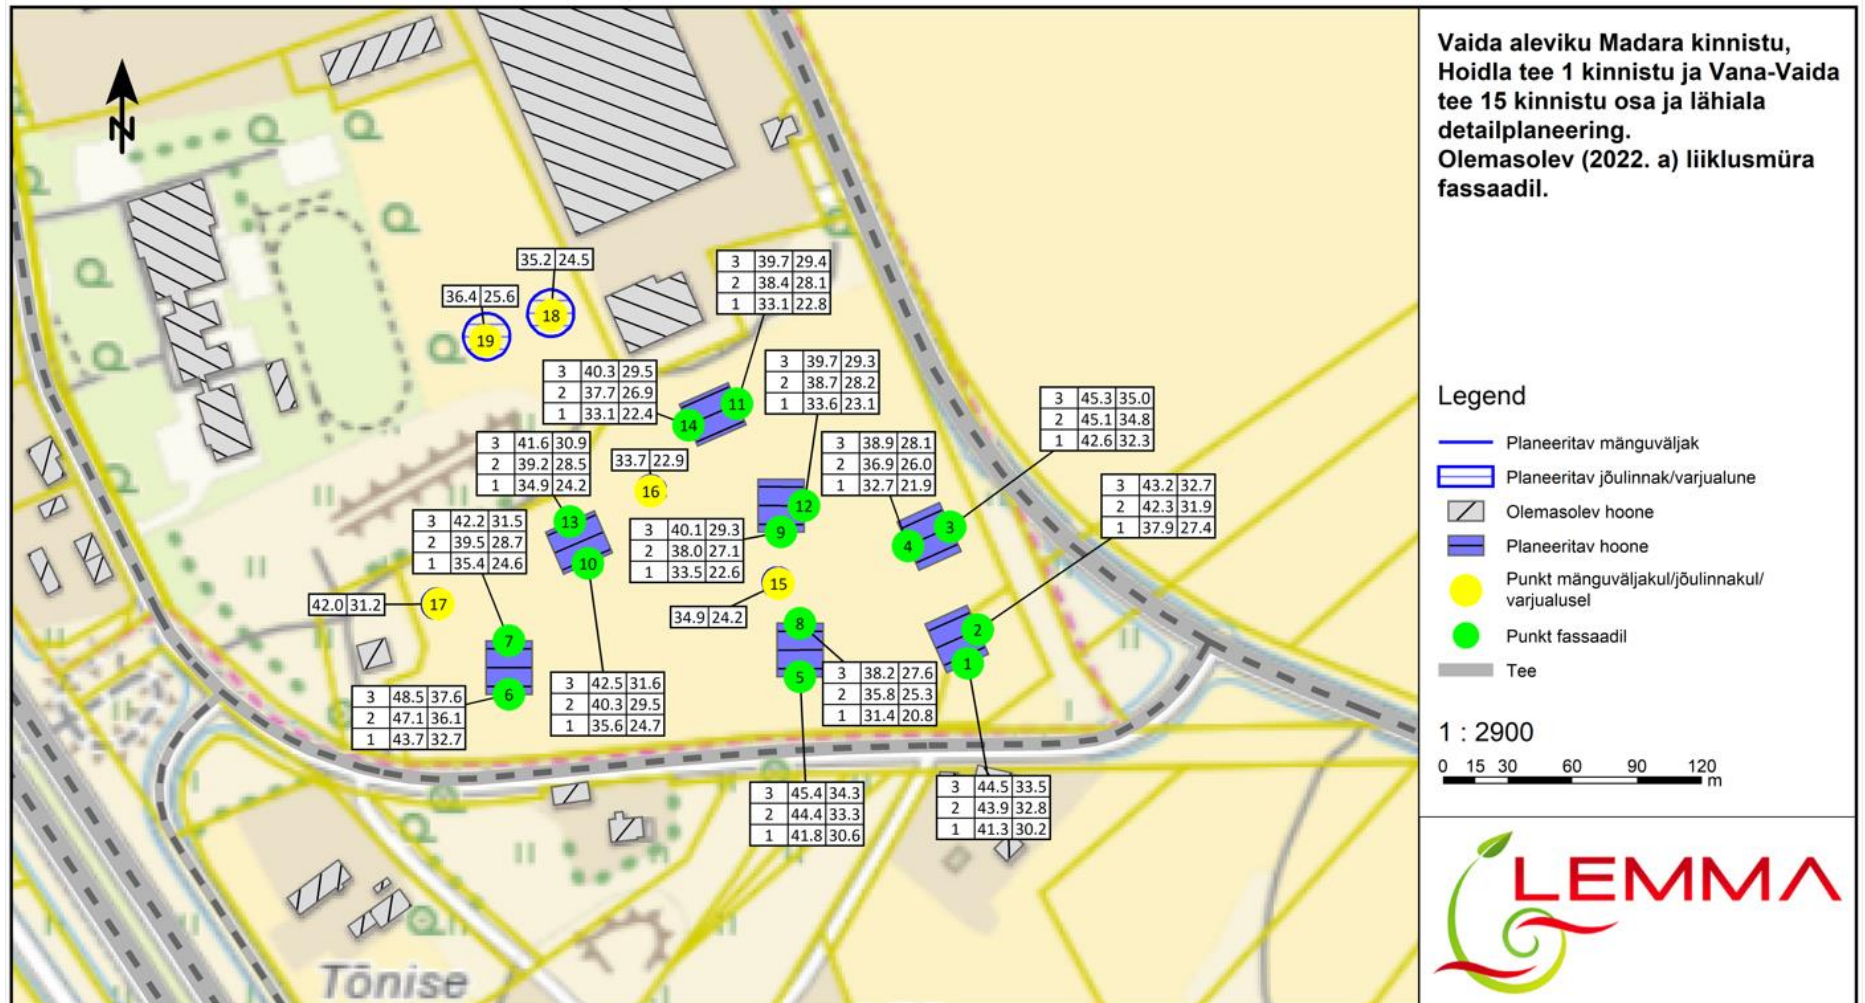 Vaida aleviku Madara kinnistu,
Hoidla tee 1 kinnistu ja Vana-Vaida
tee 15 kinnistu osa ja lähiala
detailplaneering.
Olemasolev (2022. a) liiklusmüra
fassaadil.
N
35.2 24.5
18
36.4 25.6
19
3 39.7 29.4
2 38.4 28.1
1 33.1 22.8
11
3 40.3 29.5
2 37.7 26.9
1 33.1 22.4
14
3 39.7 29.3
2 38.7 28.2
1 33.6 23.1
12
3 45.3 35.0
2 45.1 34.8
1 42.6 32.3
3
3 41.6 30.9
2 39.2 28.5
1 34.9 24.2
13
33.7 22.9
16
3 38.9 28.1
2 36.9 26.0
1 32.7 21.9
4
3 43.2 32.7
2 42.3 31.9
1 37.9 27.4
2
3 42.2 31.5
2 39.5 28.7
1 35.4 24.6
7
3 40.1 29.3
2 38.0 27.1
1 33.5 22.6
9
10
42.0 31.2
17
15
34.9 24.2
8
5
1
6
3 48.5 37.6
2 47.1 36.1
1 43.7 32.7
3 42.5 31.6
2 40.3 29.5
1 35.6 24.7
3 38.2 27.6
2 35.8 25.3
1 31.4 20.8
3 45.4 34.3
2 44.4 33.3
1 41.8 30.6
3 44.5 33.5
2 43.9 32.8
1 41.3 30.2
Tõnise
Legend
Planeeritav mänguväljak
Planeeritav jõulinnak/varjualune
Olemasolev hoone
Planeeritav hoone
Punkt mänguväljakul/jõulinnakul/
varjualusel
Punkt fassaadil
Tee
1 : 2900
0 15 30 60 90 120
m
LEMMA